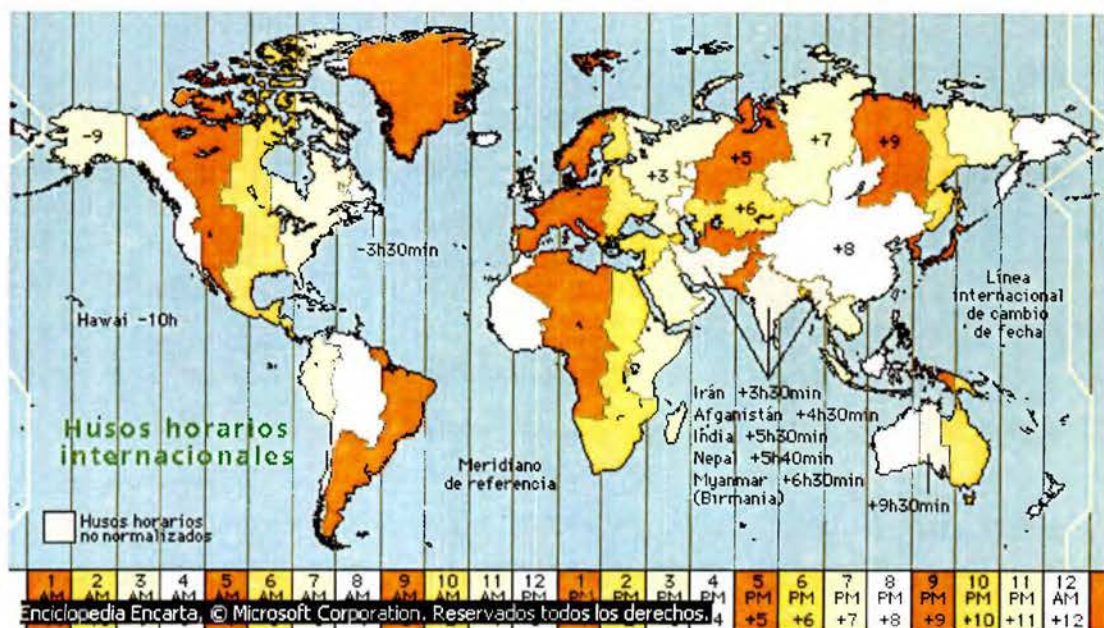 -9
+3
+5
+7
+9
+6
+8
-3h30min
Hawai -10h
Línea
internacional
de cambio
de fecha
Irán +3h30min
Afganistán +4h30min
India +5h30min
Nepal +5h40min
Myanmar +6h30min
(Birmania)
+9h30min
Meridiano
de referencia
Husos horarios
internacionales
Husos horarios
no normalizados
1 2 3 4 5 6 7 8 9 10 11 12 1 2 3 4 5 6 7 8 9 10 11 12
AM AM AM AM AM AM AM AM AM AM AM PM PM PM PM PM PM PM PM PM PM PM PM AM
Enciclopedia Encarta, © Microsoft Corporation. Reservados todos los derechos. +5 +6 +7 +8 +9 +10 +11 +12